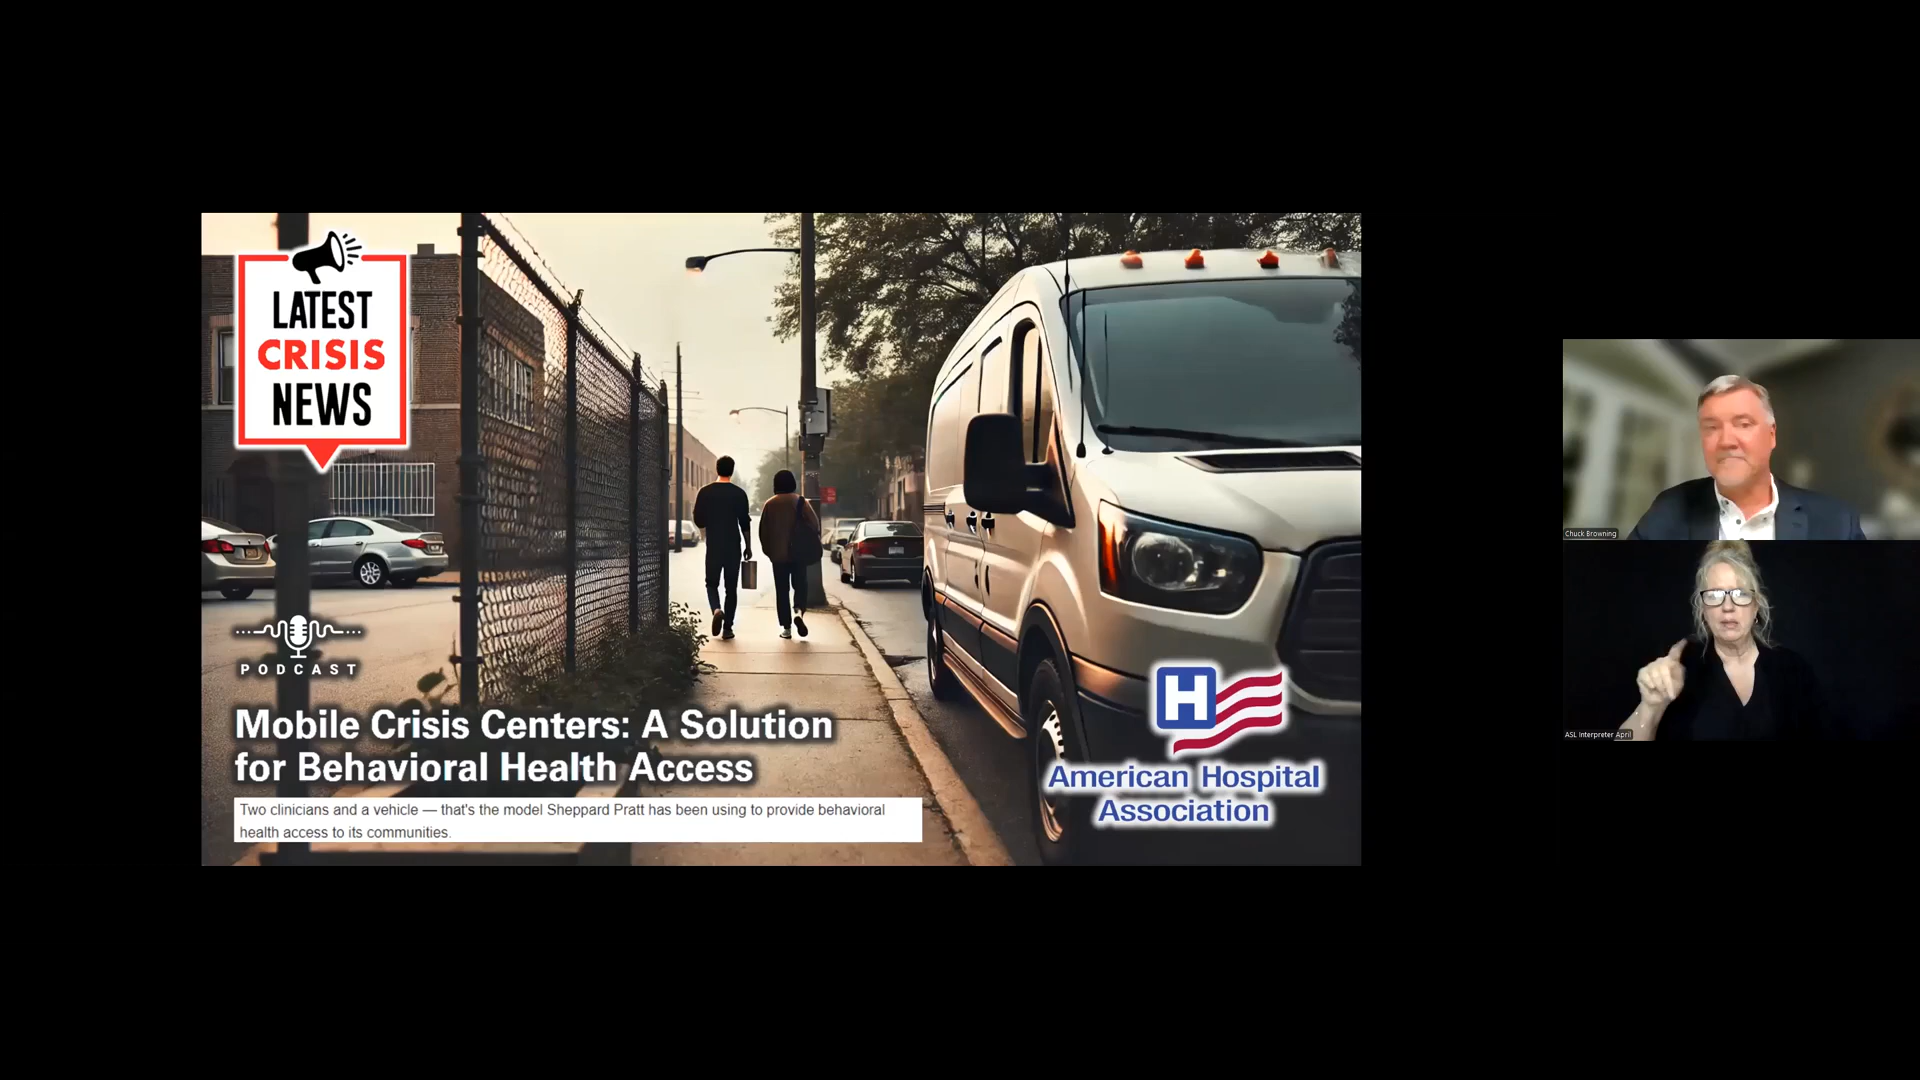 LATEST
CRISIS
NEWS
PODCAST
Mobile Crisis Centers: A Solution
for Behavioral Health Access
Two clinicians and a vehicle — that's the model Sheppard Pratt has been using to provide behavioral
health access to its communities.
H
American Hospital
Association
Chuck Browning
ASL Interpreter April